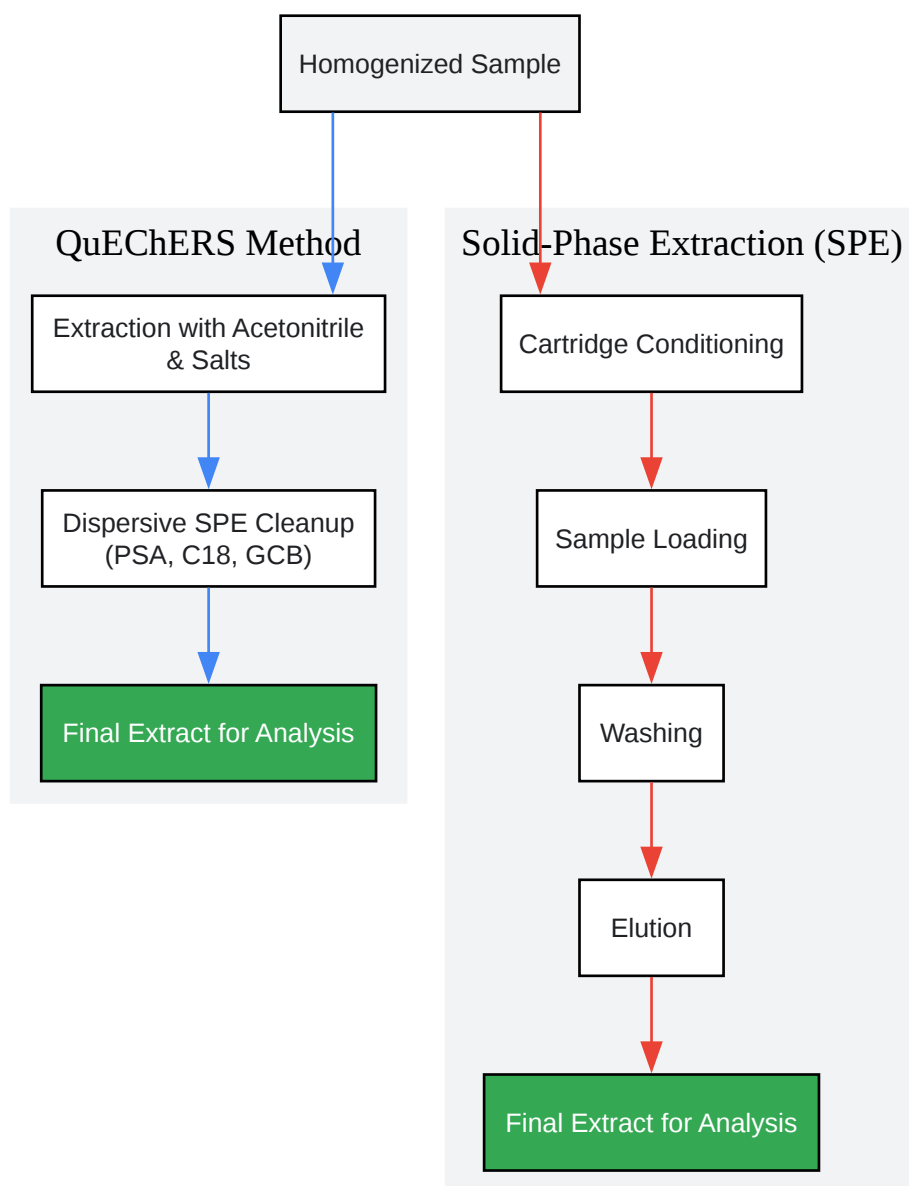 Homogenized Sample
QuEChERS Method
Extraction with Acetonitrile
& Salts
Dispersive SPE Cleanup
(PSA, C18, GCB)
Final Extract for Analysis
Solid-Phase Extraction (SPE)
Cartridge Conditioning
Sample Loading
Washing
Elution
Final Extract for Analysis